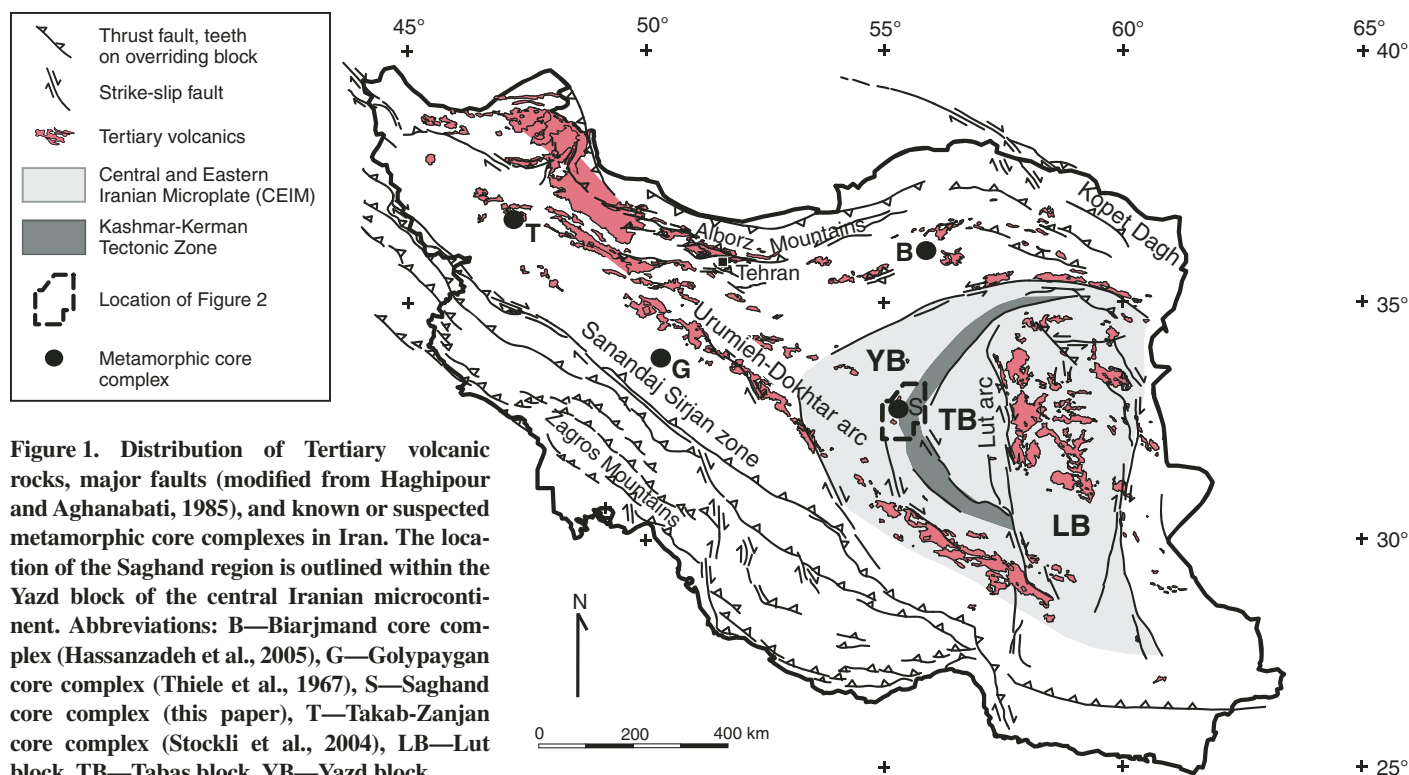 45°
50°
55°
60°
65°
40°
Thrust fault, teeth
on overriding block
Strike-slip fault
Tertiary volcanics
Central and Eastern
Iranian Microplate (CEIM)
Kashmar-Kerman
Tectonic Zone
Location of Figure 2
Metamorphic core
complex
Kopet Dagh
Alborz Mountains
T
B
Tehran
35°
Urumieh-Dokhtar arc
Sanandaj Sirjan zone
G
YB
S
TB
Lut arc
Zagros Mountains
LB
30°
N
0 200 400 km
25°
Figure 1. Distribution of Tertiary volcanic
rocks, major faults (modified from Haghipour
and Aghanabati, 1985), and known or suspected
metamorphic core complexes in Iran. The loca-
tion of the Saghand region is outlined within the
Yazd block of the central Iranian microconti-
nent. Abbreviations: B—Biarjmand core com-
plex (Hassanzadeh et al., 2005), G—Golypaygan
core complex (Thiele et al., 1967), S—Saghand
core complex (this paper), T—Takab-Zanjan
core complex (Stockli et al., 2004), LB—Lut
block, TB—Tabas block, YB—Yazd block.